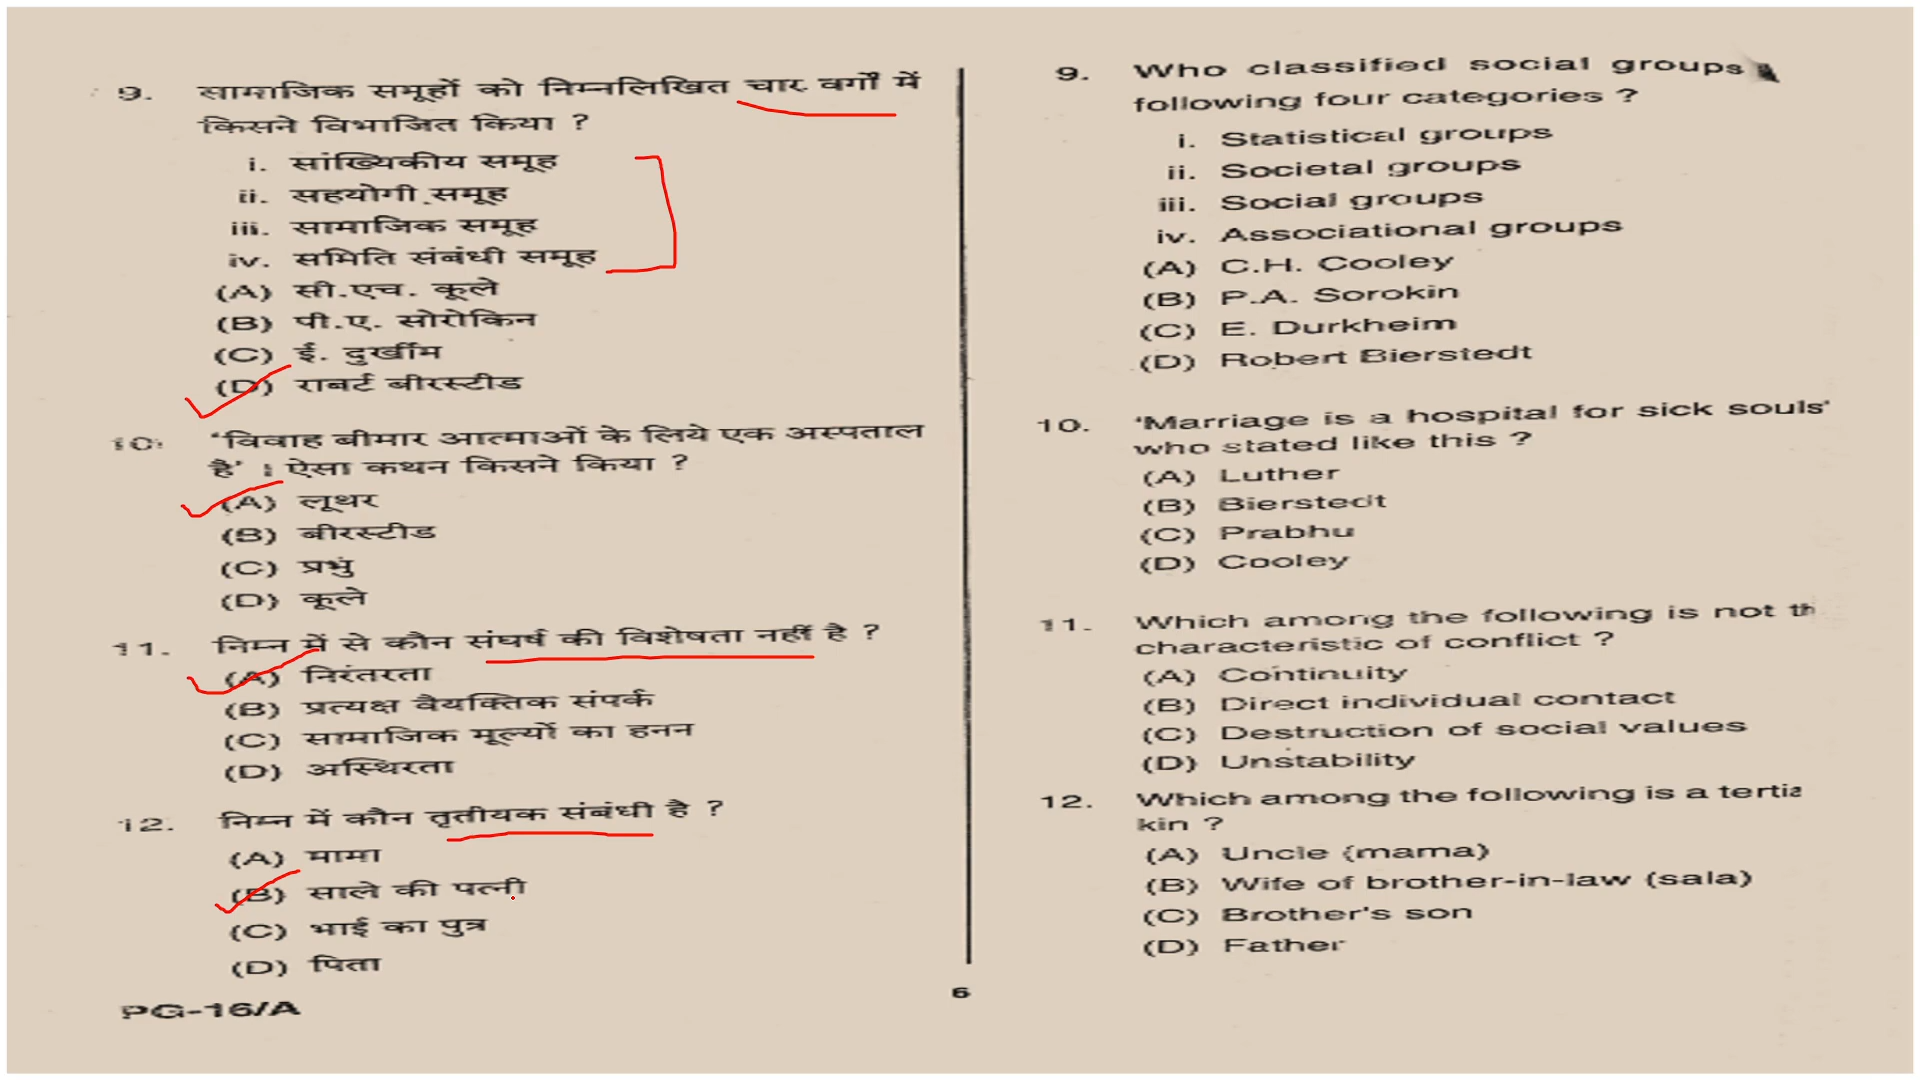 9. सामाजिक समूहों को निम्नलिखित चार वर्गों में
किसने विभाजित किया ?
i. सांख्यिकीय समूह
ii. सहयोगी समूह
iii. सामाजिक समूह
iv. समिति संबंधी समूह
(A) सी.एच. कूले
(B) पी.ए. सोरोकिन
(C) ई. दुर्खीम
(D) राबर्ट बीरस्टीड
10. 'विवाह बीमार आत्माओं के लिये एक अस्पताल
है' । ऐसा कथन किसने किया ?
(A) लूथर
(B) बीरस्टीड
(C) प्रभुं
(D) कूले
11. निम्न में से कौन संघर्ष की विशेषता नहीं है ?
(A) निरंतरता
(B) प्रत्यक्ष वैयक्तिक संपर्क
(C) सामाजिक मूल्यों का हनन
(D) अस्थिरता
12. निम्न में कौन तृतीयक संबंधी है ?
(A) मामा
(B) साले की पत्नी
(C) भाई का पुत्र
(D) पिता
PG-16/A
6
9. Who classified social groups
following four categories ?
i. Statistical groups
ii. Societal groups
iii. Social groups
iv. Associational groups
(A) C.H. Cooley
(B) P.A. Sorokin
(C) E. Durkheim
(D) Robert Bierstedt
10. 'Marriage is a hospital for sick souls'
who stated like this ?
(A) Luther
(B) Bierstedt
(C) Prabhu
(D) Cooley
11. Which among the following is not th
characteristic of conflict ?
(A) Continuity
(B) Direct individual contact
(C) Destruction of social values
(D) Unstability
12. Which among the following is a tertia
kin ?
(A) Uncle (mama)
(B) Wife of brother-in-law (sala)
(C) Brother's son
(D) Father